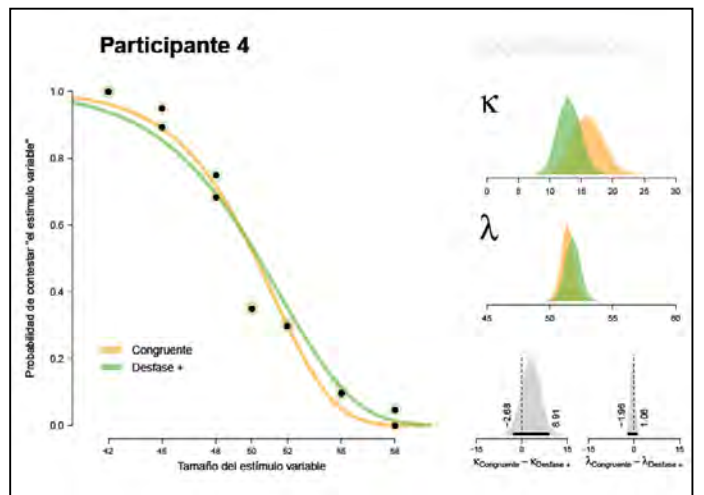 Participante 4
Probabilidad de contestar "el estímulo variable"
1.0
0.8
0.6
0.4
0.2
0.0
Congruente
Desfase +
42 45 48 50 52 55 58
Tamaño del estímulo variable
κ
0 5 10 15 20 25 30
λ
45 50 55 60
−2.68 8.91
−15 0 15
κCongruente − κDesfase +
−1.96 1.06
−15 0 15
λCongruente − λDesfase +